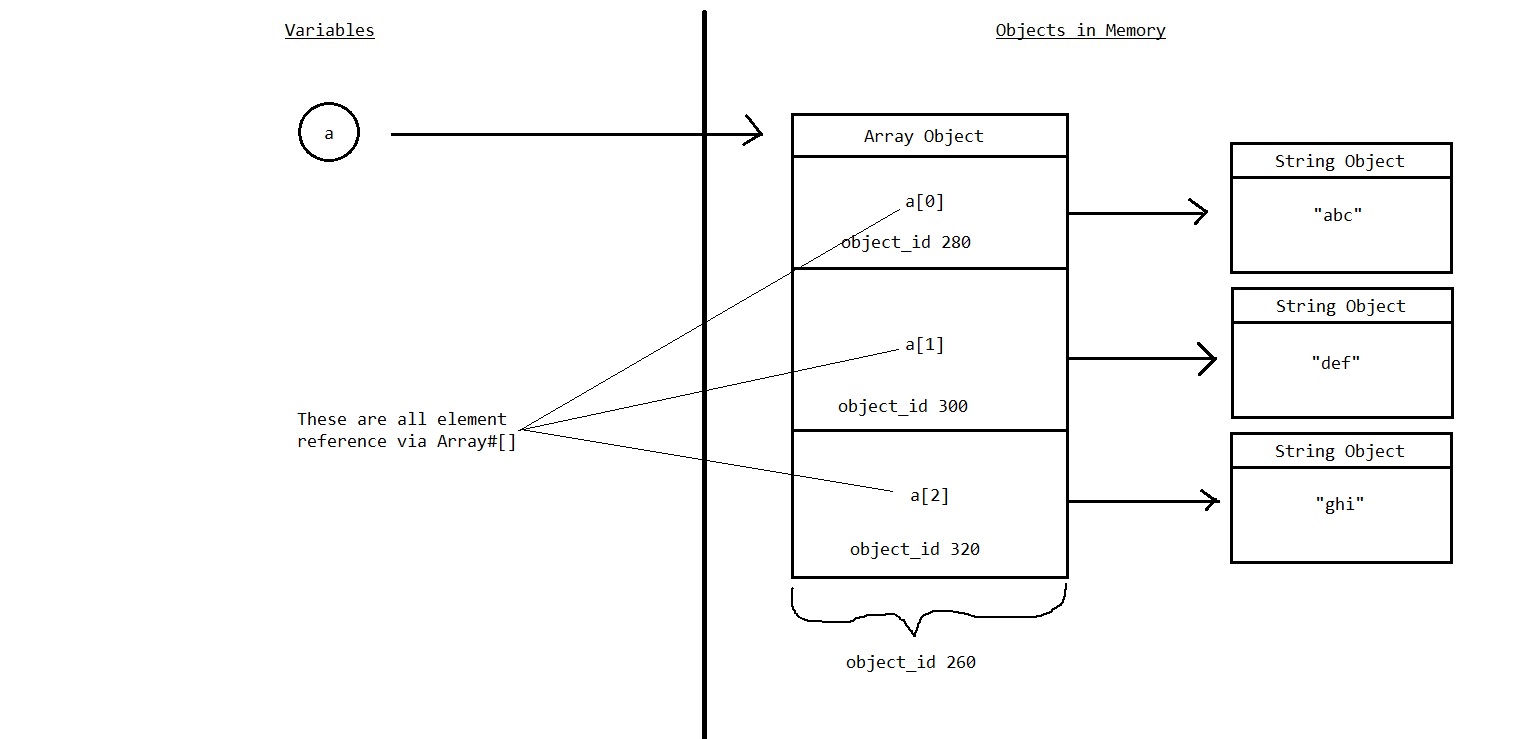 Variables
Objects in Memory
a
Array Object
a[0]
object_id 280
a[1]
object_id 300
a[2]
object_id 320
object_id 260
String Object
"abc"
String Object
"def"
String Object
"ghi"
These are all element
reference via Array#[]